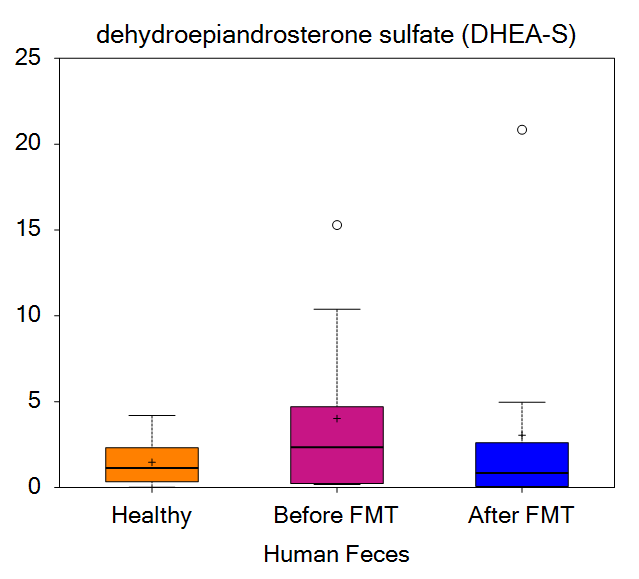 dehydroepiandrosterone sulfate (DHEA-S)
25
20
15
10
5
0
Healthy Before FMT After FMT
Human Feces